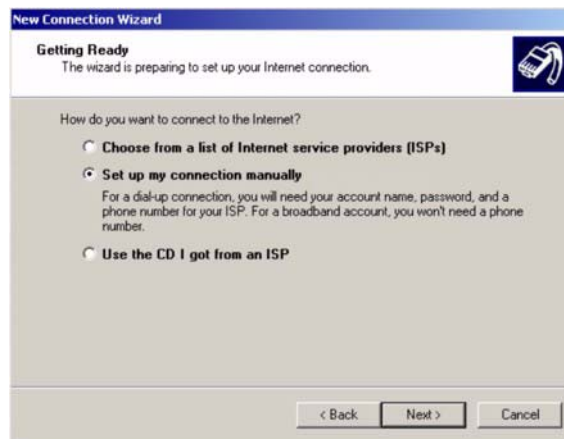 New Connection Wizard
Getting Ready
The wizard is preparing to set up your Internet connection.
How do you want to connect to the Internet?
Choose from a list of Internet service providers (ISPs)
Set up my connection manually
For a dial-up connection, you will need your account name, password, and a
phone number for your ISP. For a broadband account, you won't need a phone
number.
Use the CD I got from an ISP
< Back Next > Cancel